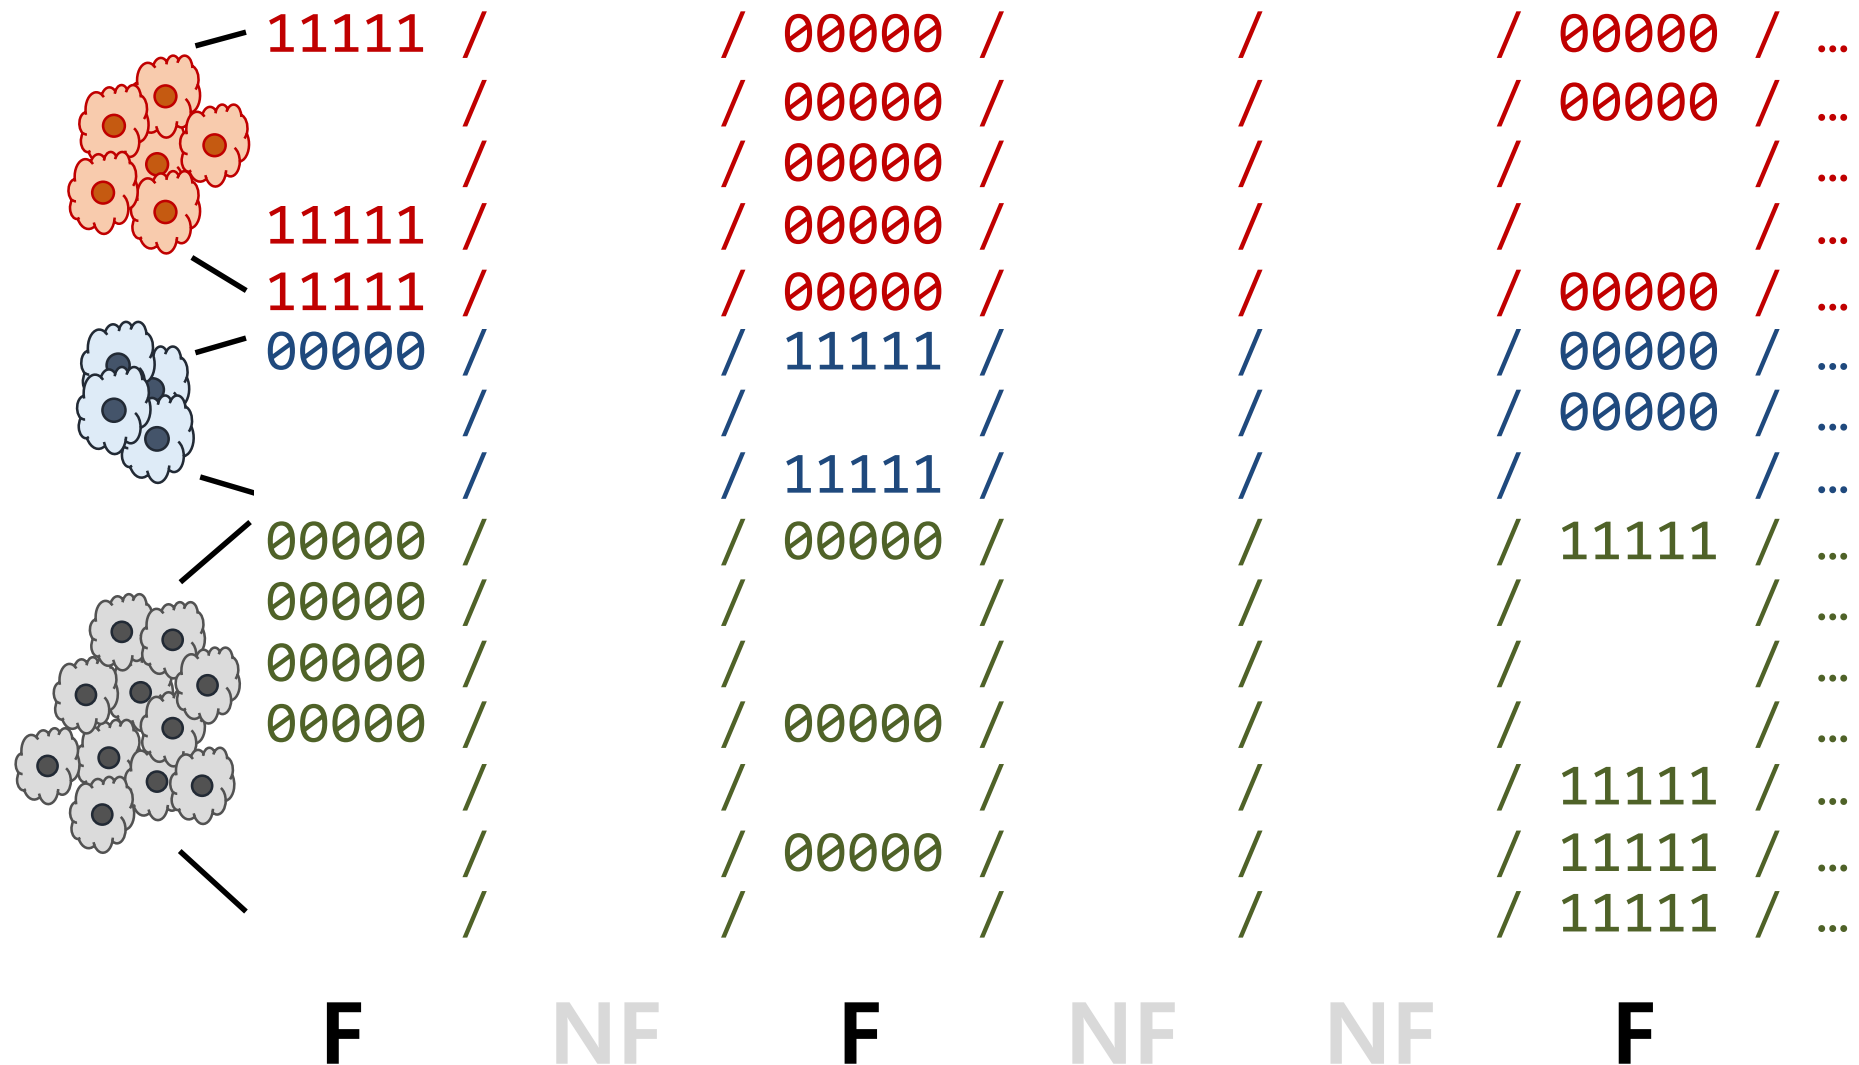 11111 / / 00000 / / / 00000 / ...
/ / 00000 / / / 00000 / ...
/ / 00000 / / / / ...
11111 / / 00000 / / / / ...
11111 / / 00000 / / / 00000 / ...
00000 / / 11111 / / / 00000 / ...
/ / / / / 00000 / ...
/ / 11111 / / / / ...
00000 / / 00000 / / / 11111 / ...
00000 / / / / / / ...
00000 / / / / / / ...
00000 / / 00000 / / / / ...
/ / / / / 11111 / ...
/ / 00000 / / / 11111 / ...
/ / / / / 11111 / ...
F NF F NF NF F